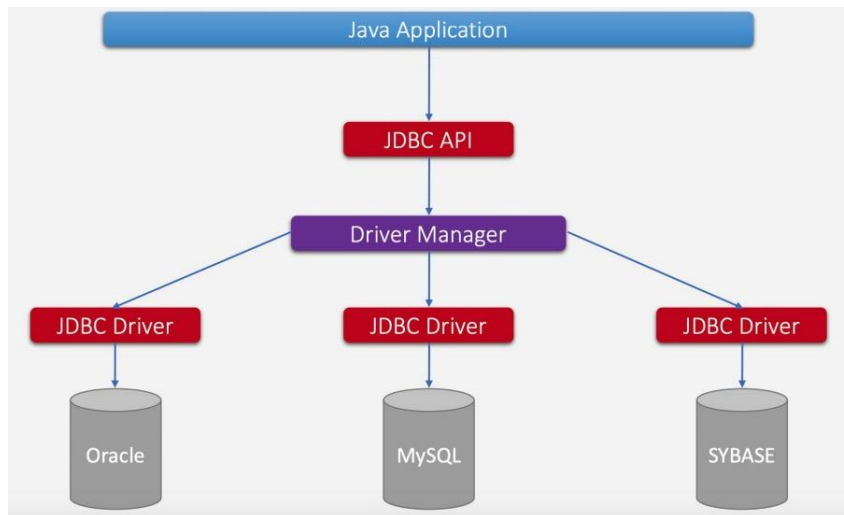 Java Application
JDBC API
Driver Manager
JDBC Driver
JDBC Driver
JDBC Driver
Oracle
MySQL
SYBASE